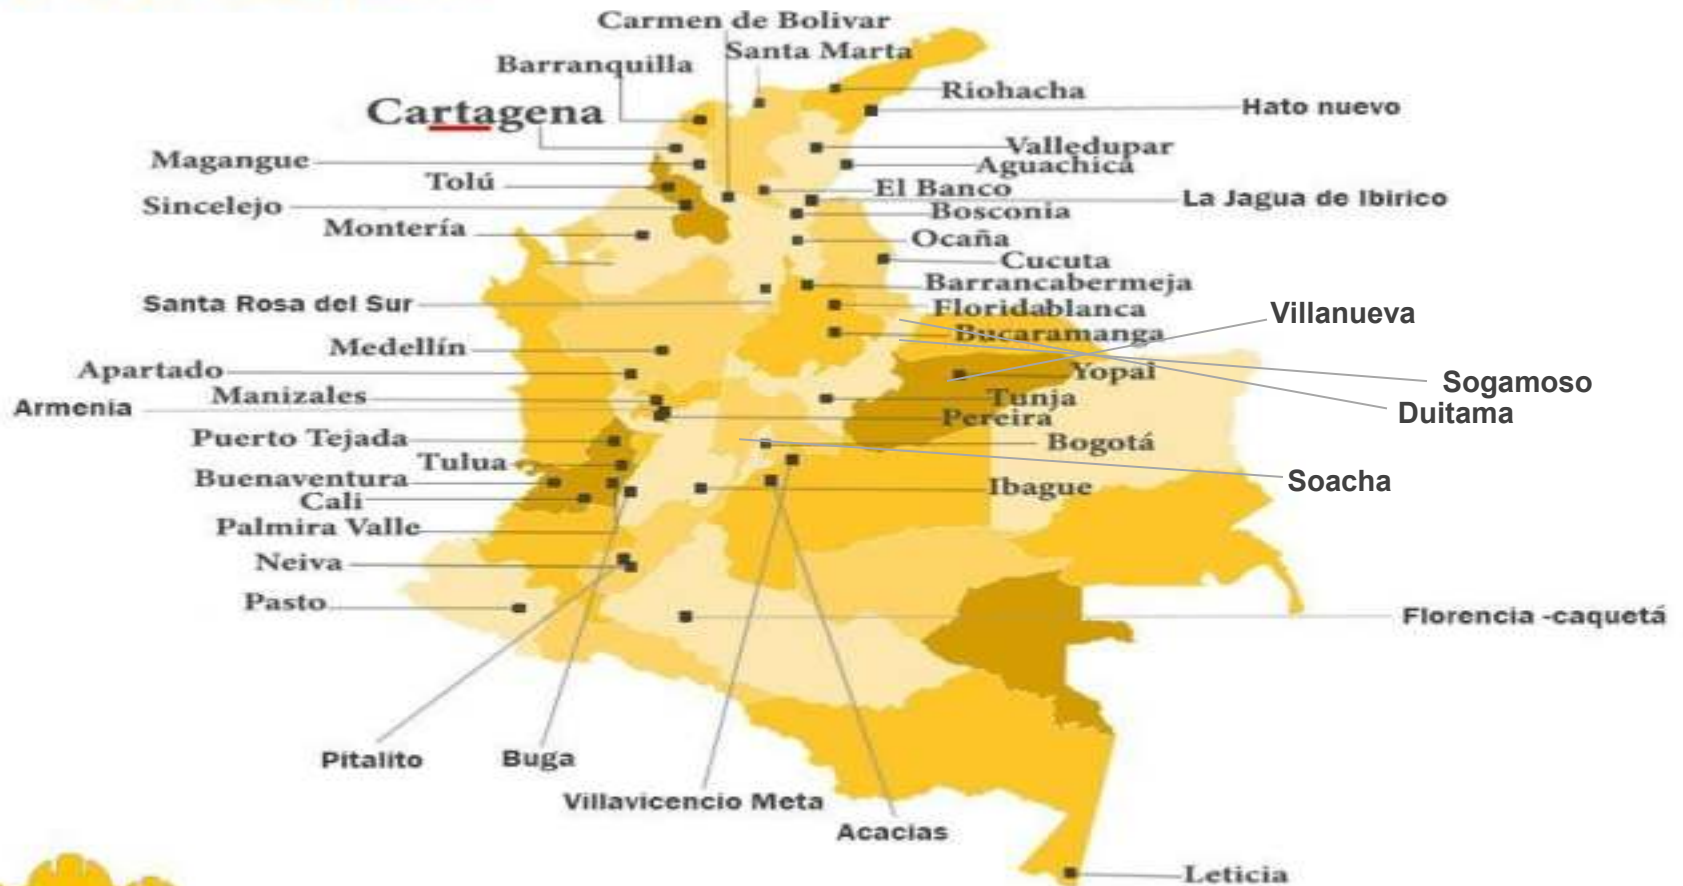 Carmen de Bolivar
Santa Marta
Barranquilla
Riohacha
Cartagena
Hato nuevo
Valledupar
Magangue
Aguachica
Tolú
El Banco
La Jagua de Ibirico
Sincelejo
Bosconia
Montería
Ocaña
Cucuta
Barrancabermeja
Santa Rosa del Sur
Floridablanca
Villanueva
Bucaramanga
Medellín
Apartado
Yopal
Sogamoso
Manizales
Tunja
Armenia
Duitama
Pereira
Puerto Tejada
Bogotá
Tulua
Buenaventura
Soacha
Ibague
Cali
Palmira Valle
Neiva
Pasto
Florencia -caquetá
Pitalito
Buga
Villavicencio Meta
Acacias
Leticia